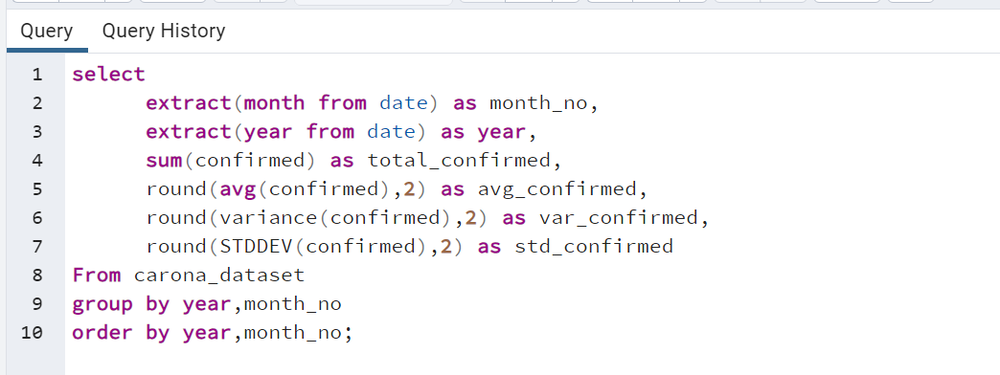 Query Query History
1 select
2 extract(month from date) as month_no,
3 extract(year from date) as year,
4 sum(confirmed) as total_confirmed,
5 round(avg(confirmed),2) as avg_confirmed,
6 round(variance(confirmed),2) as var_confirmed,
7 round(STDDEV(confirmed),2) as std_confirmed
8 From carona_dataset
9 group by year,month_no
10 order by year,month_no;